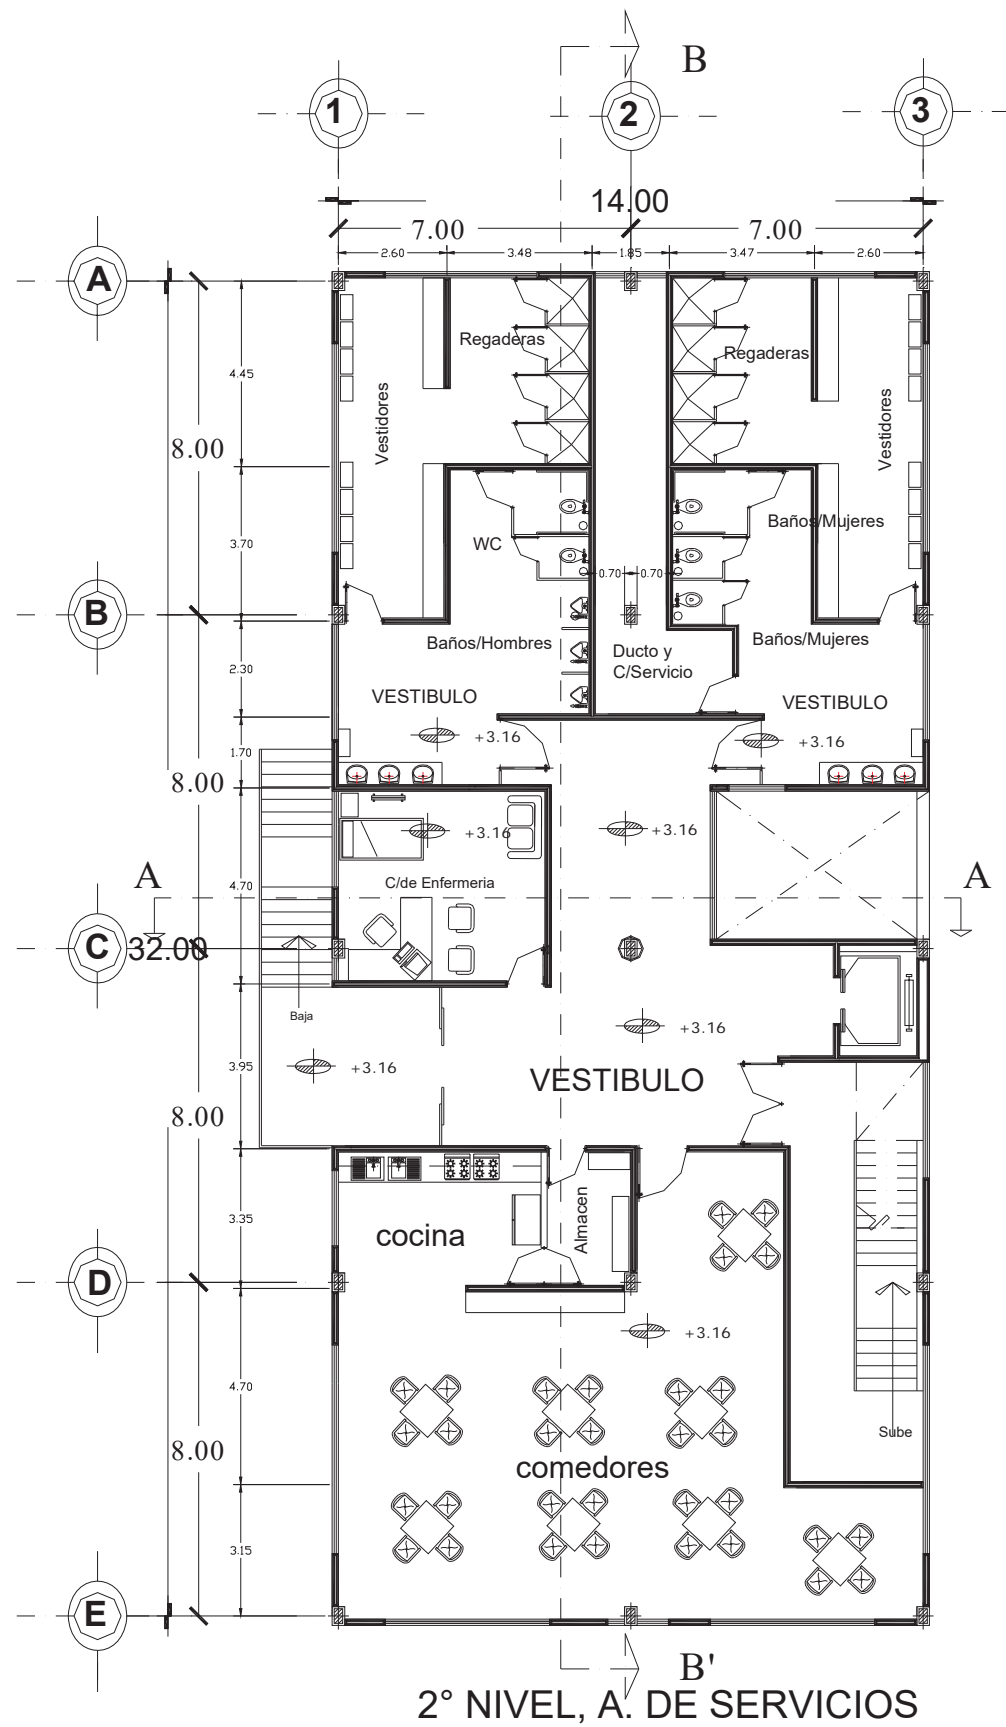 B
1
2
3
14.00
7.00
7.00
2.60
3.48
1.85
3.47
2.60
A
Regaderas
Regaderas
4.45
Vestidores
Vestidores
8.00
Baños/Mujeres
WC
3.70
0.70
0.70
B
Baños/Hombres
Ducto y
C/Servicio
Baños/Mujeres
2.30
VESTIBULO
VESTIBULO
+3.16
+3.16
1.70
8.00
+3.16
+3.16
A
A
4.70
C/de Enfermeria
C
32.00
Baja
+3.16
3.95
+3.16
VESTIBULO
8.00
3.35
cocina
Almacen
D
+3.16
4.70
Sube
8.00
comedores
3.15
E
B'
2° NIVEL, A. DE SERVICIOS